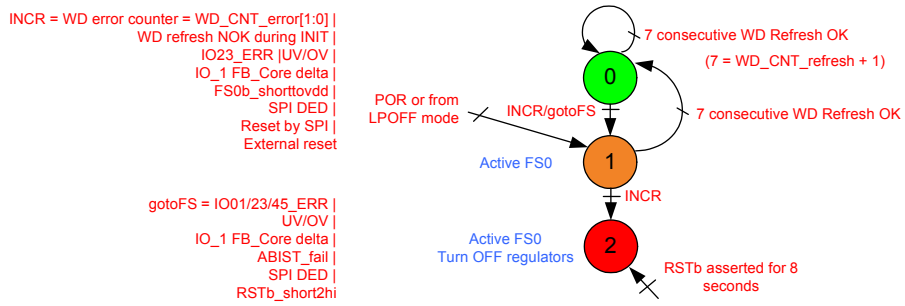 INCR = WD error counter = WD_CNT_error[1:0] |
WD refresh NOK during INIT |
IO23_ERR |UV/OV |
IO_1 FB_Core delta |
FS0b_shorttovdd |
SPI DED |
Reset by SPI |
External reset
7 consecutive WD Refresh OK
(7 = WD_CNT_refresh + 1)
0
POR or from
LPOFF mode
INCR/gotoFS
7 consecutive WD Refresh OK
Active FS0
1
INCR
gotoFS = IO01/23/45_ERR |
UV/OV |
IO_1 FB_Core delta |
ABIST_fail |
SPI DED |
RSTb_short2hi
Active FS0
Turn OFF regulators
2
RSTb asserted for 8
seconds